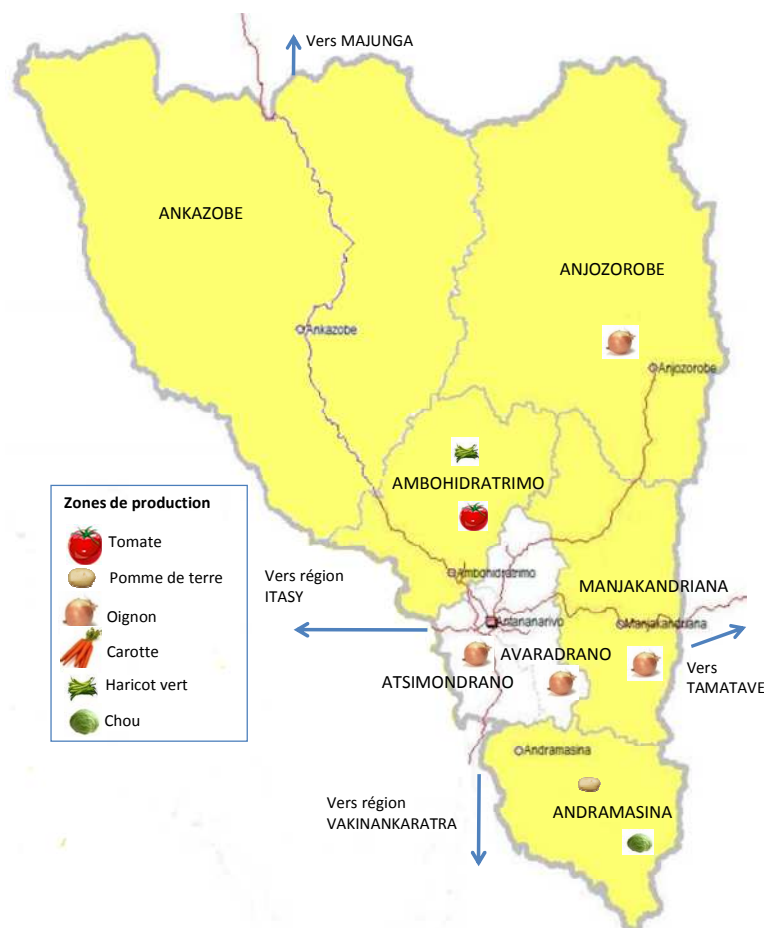 Vers MAJUNGA
ANKAZOBE
ANJOZOROBE
Ankazobe
Anjozorobe
AMBOHIDRATRIMO
Zones de production
Tomate
Pomme de terre
Oignon
Carotte
Haricot vert
Chou
Vers région
ITASY
Ambohidratrimo
MANJAKANDRIANA
Antananarivo
Manjakandriana
AVARADRANO
ATSIMONDRANO
Vers
TAMATAVE
Andramasina
Vers région
VAKINANKARATRA
ANDRAMASINA